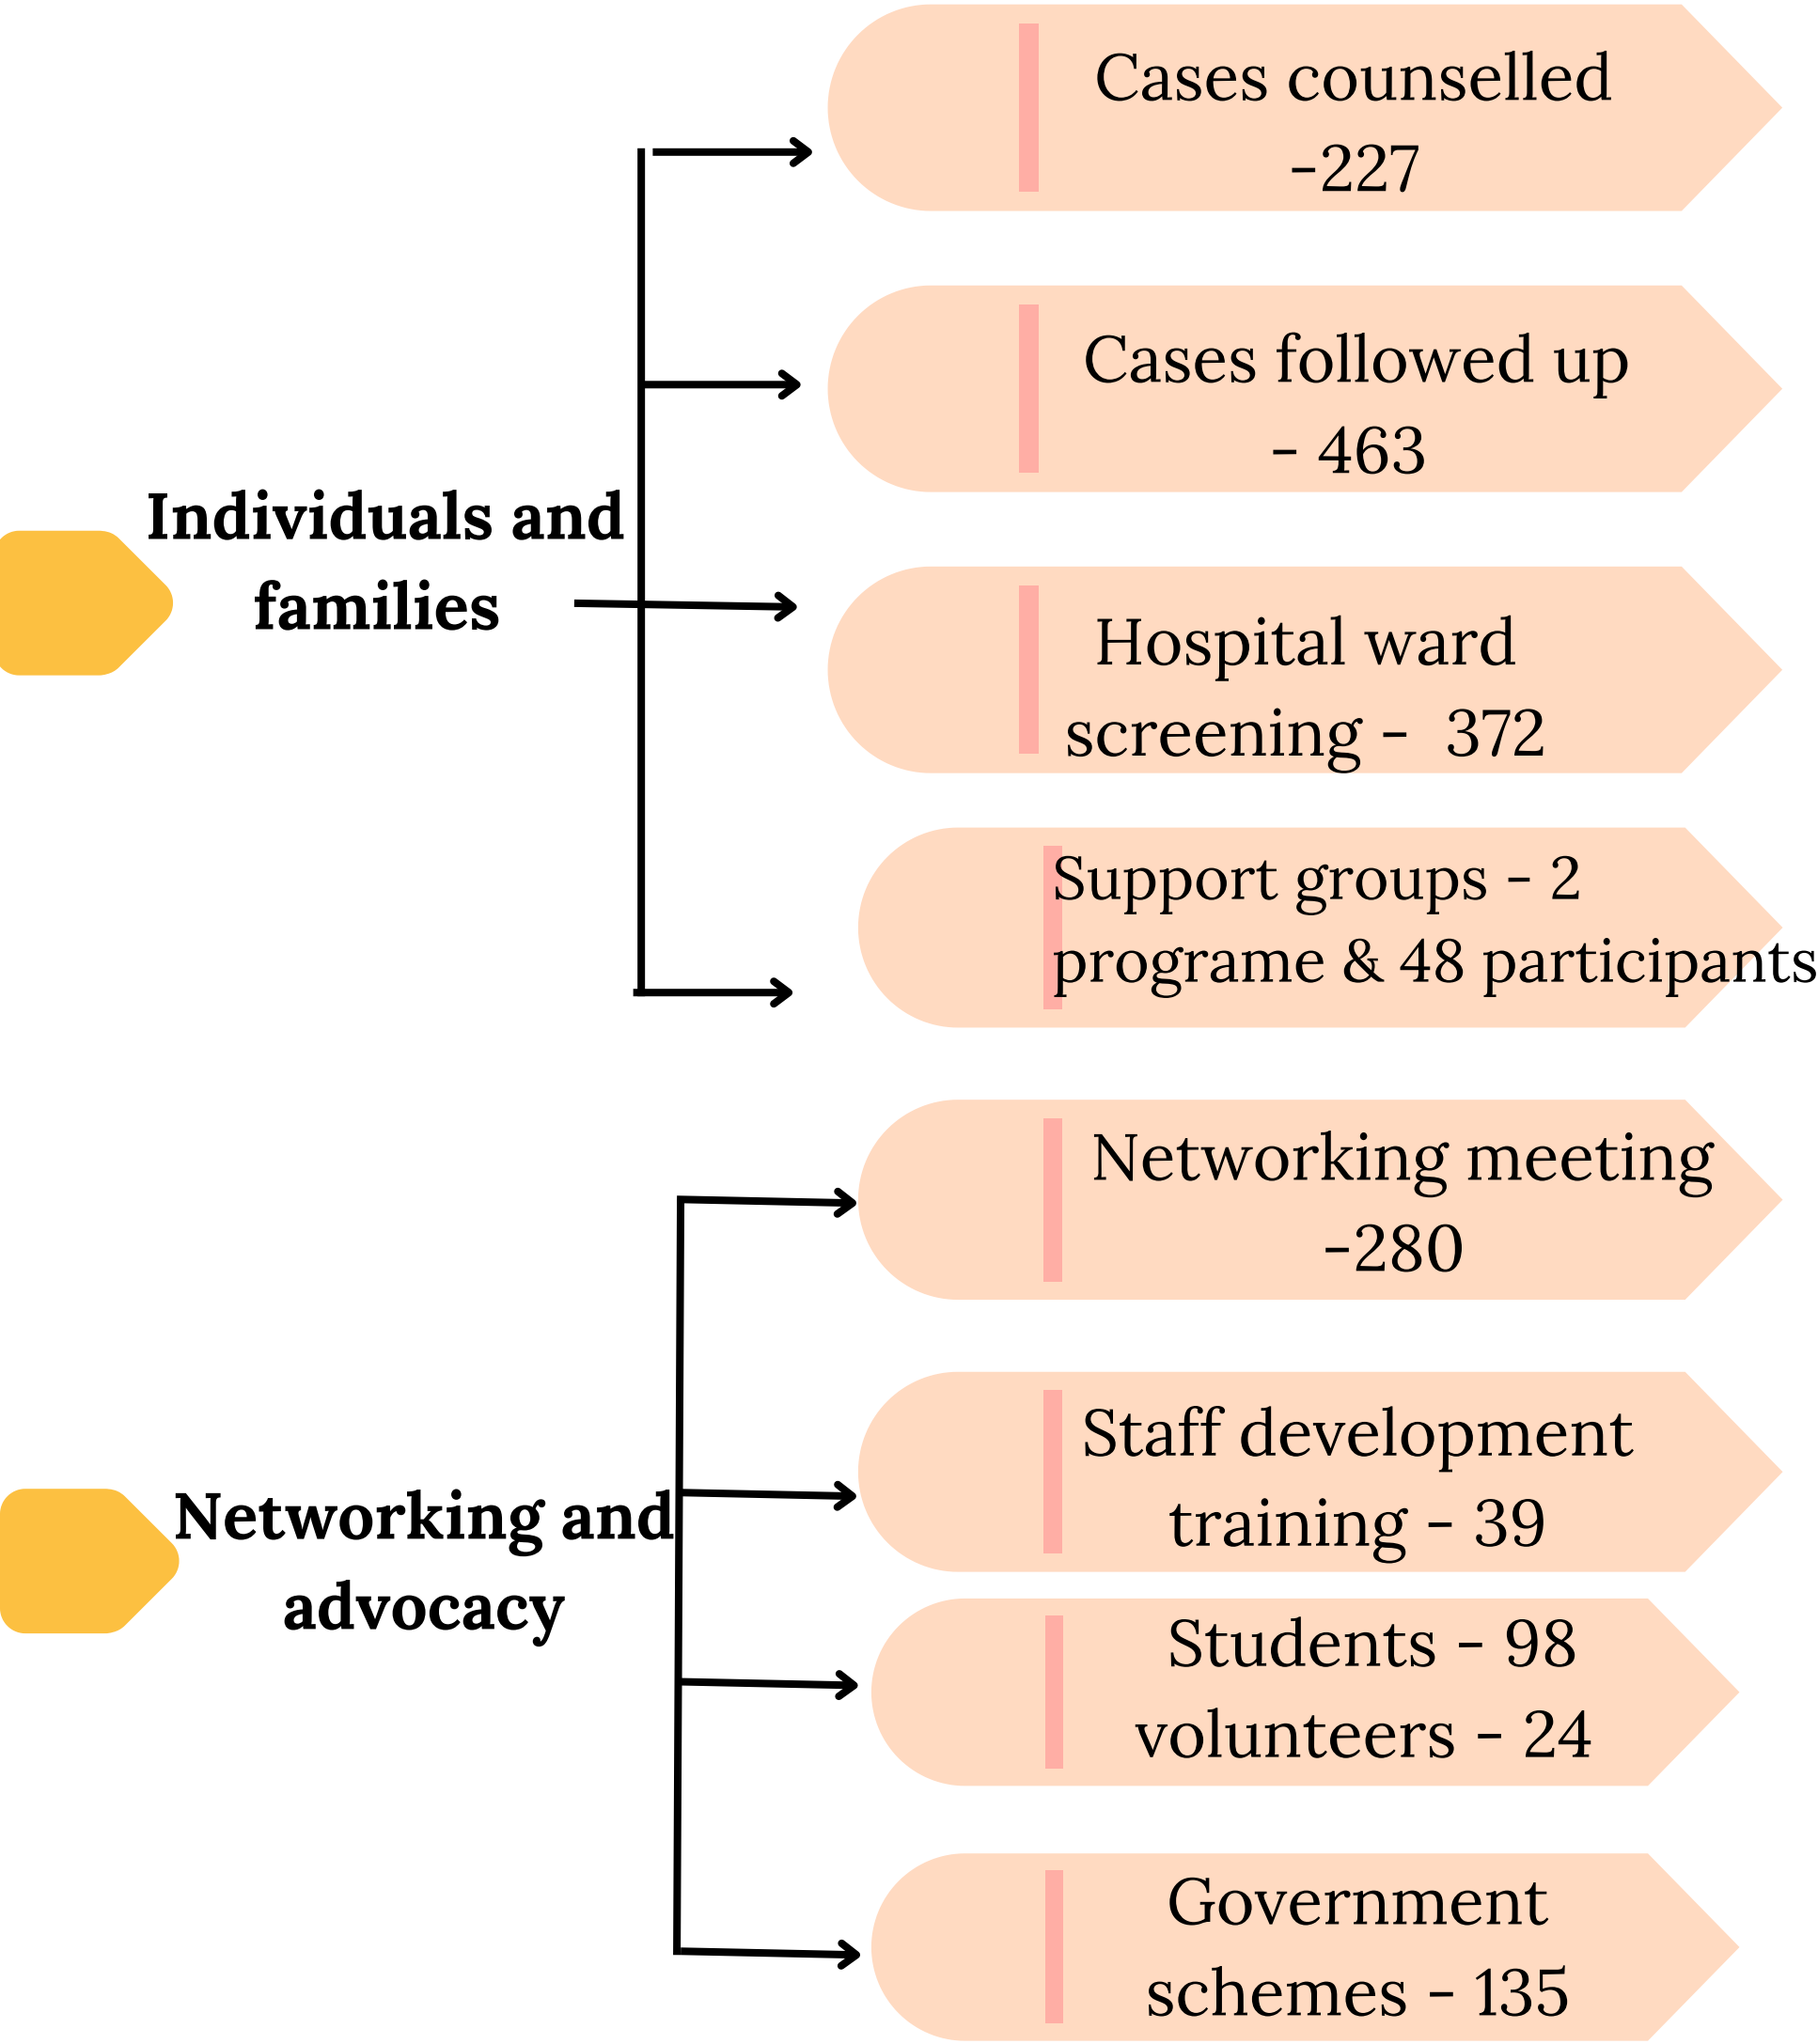 Individuals and
families
Cases counselled
-227
Cases followed up
- 463
Hospital ward
screening - 372
Support groups - 2
programe & 48 participants
Networking and
advocacy
Networking meeting
-280
Staff development
training - 39
Students - 98
volunteers - 24
Government
schemes - 135